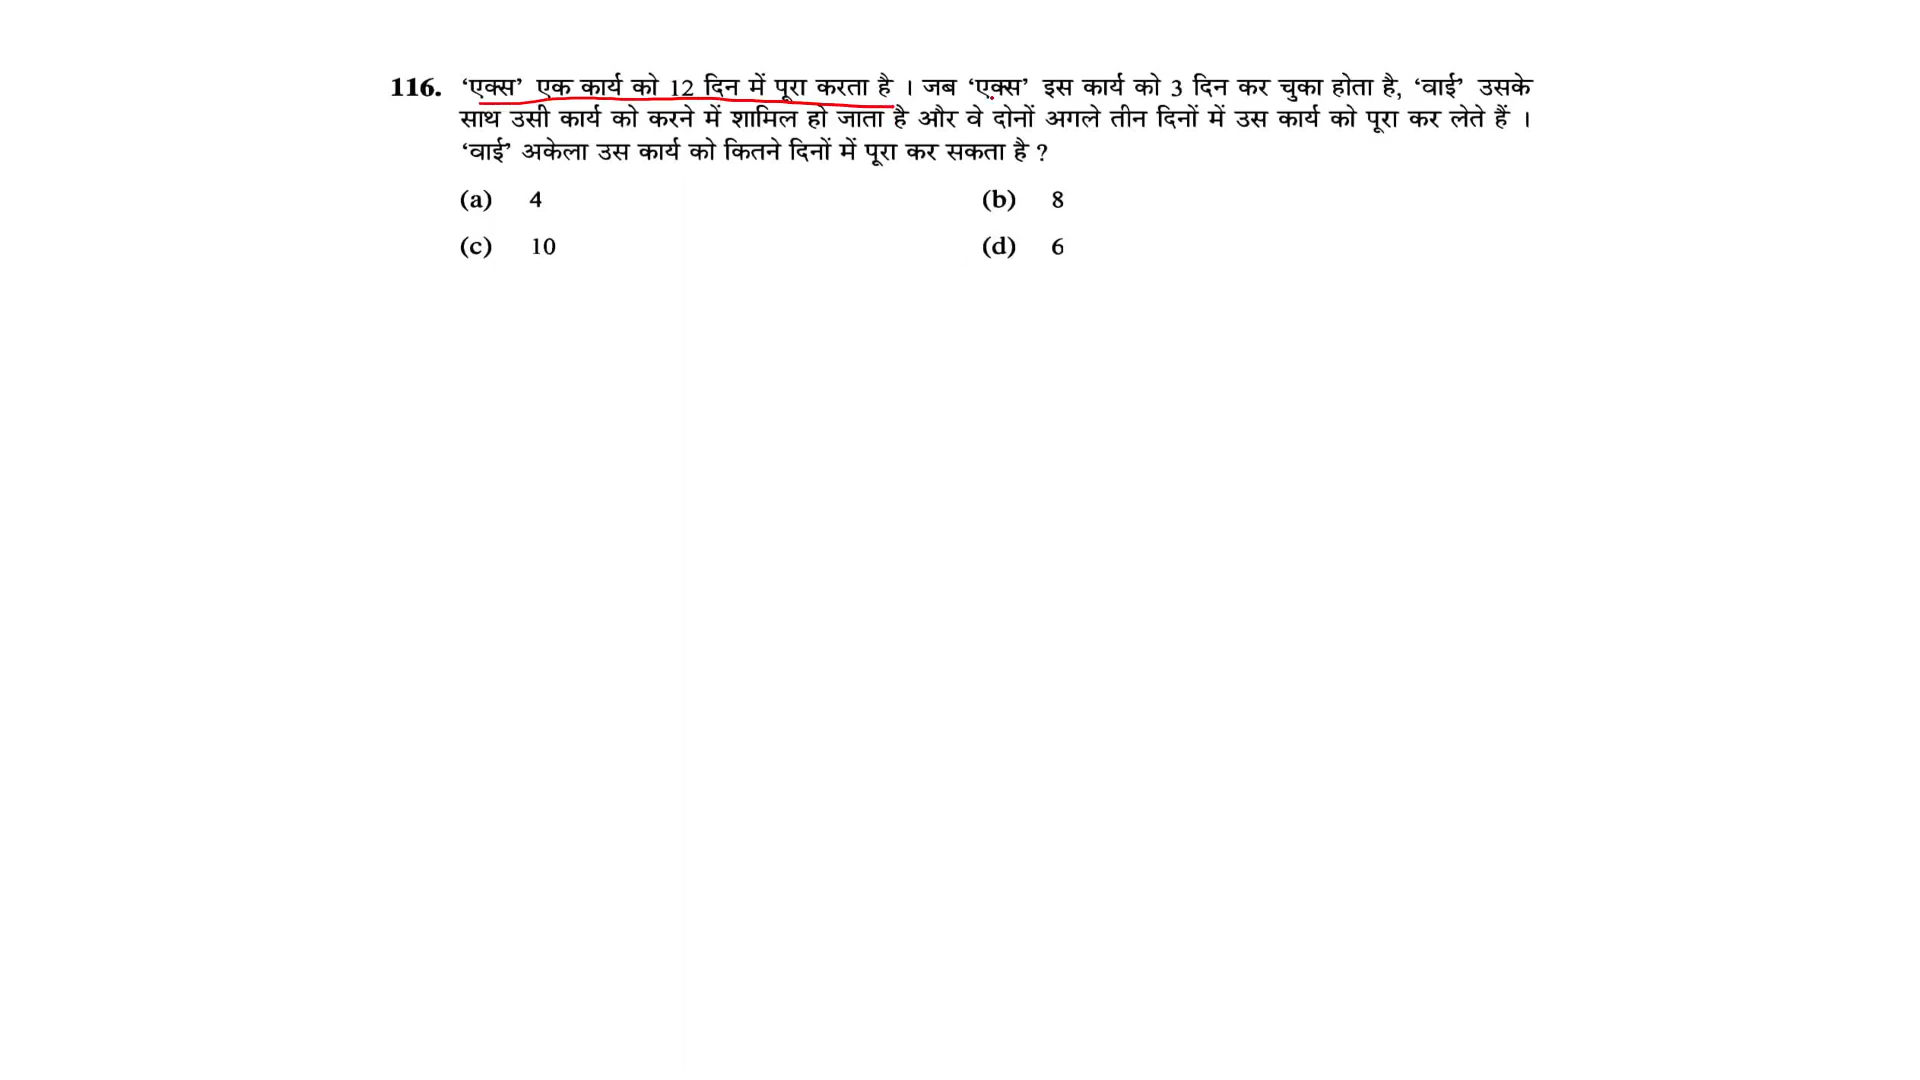 116. ‘एक्स’ एक कार्य को 12 दिन में पूरा करता है । जब ‘एक्स’ इस कार्य को 3 दिन कर चुका होता है, ‘वाई’ उसके
साथ उसी कार्य को करने में शामिल हो जाता है और वे दोनों अगले तीन दिनों में उस कार्य को पूरा कर लेते हैं ।
‘वाई’ अकेला उस कार्य को कितने दिनों में पूरा कर सकता है ?
(a) 4 (b) 8
(c) 10 (d) 6